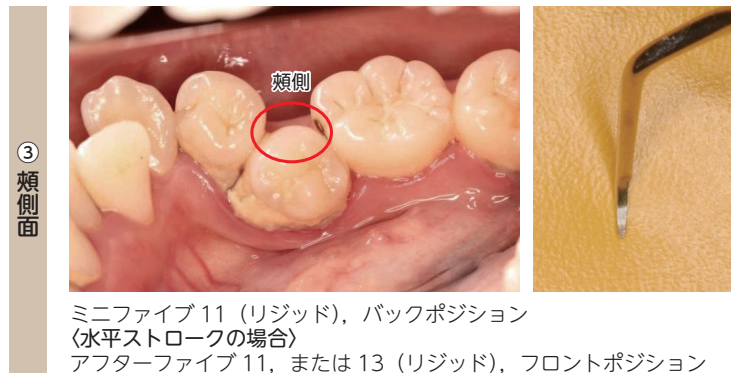 ③頰側面
頰側
ミニファイブ 11（リジッド），バックポジション
〈水平ストロークの場合〉
アフターファイブ 11，または 13（リジッド），フロントポジション